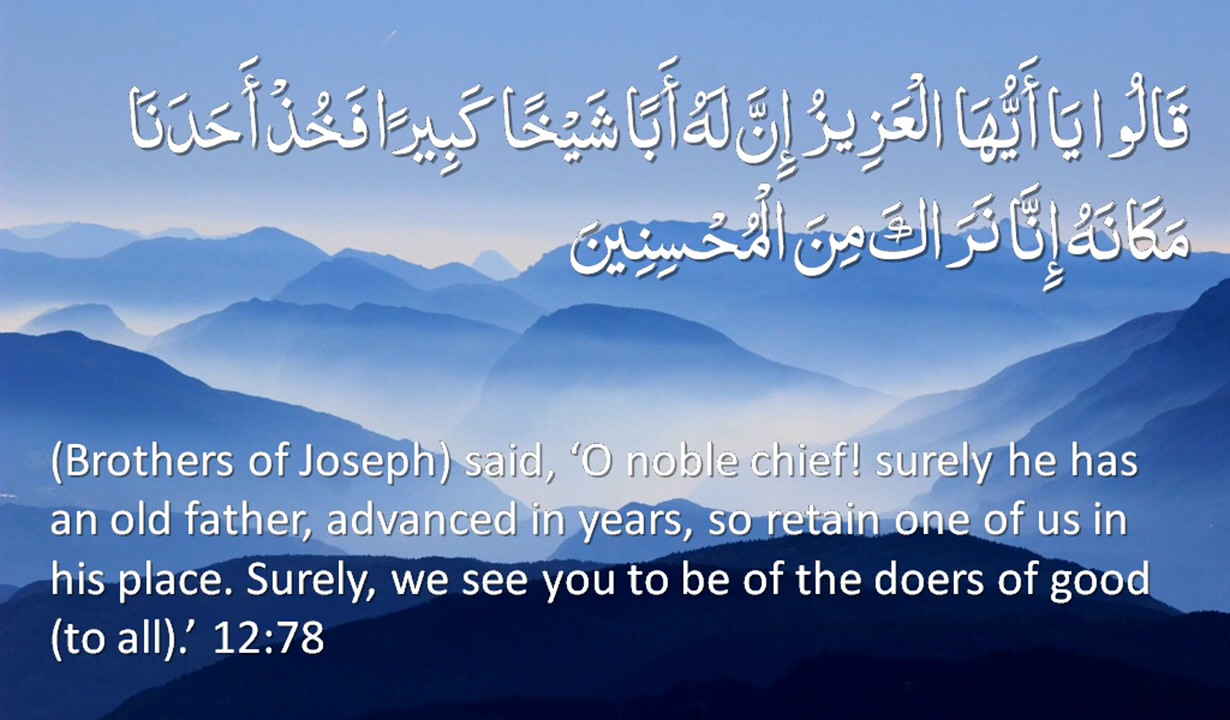 قَالُوا يَا أَيُّهَا الْعَزِيزُ إِنَّ لَهُ أَبًا شَيْخًا كَبِيرًا فَخُذْ أَحَدَنَا
مَكَانَهُ إِنَّا نَرَاكَ مِنَ الْمُحْسِنِينَ
(Brothers of Joseph) said, ‘O noble chief! surely he has
an old father, advanced in years, so retain one of us in
his place. Surely, we see you to be of the doers of good
(to all).’ 12:78